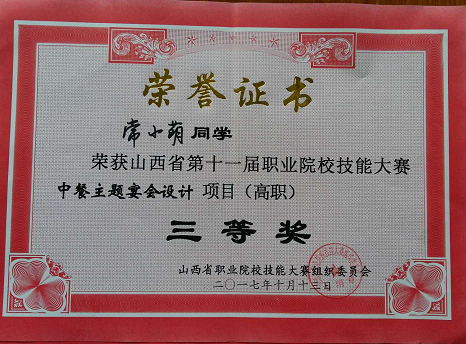 荣誉证书
常小萌同学
荣获山西省第十一届职业院校技能大赛
中餐主题宴会设计 项目（高职）
三等奖
山西省职业院校技能大赛组织委员会
二〇一七年十月十三日